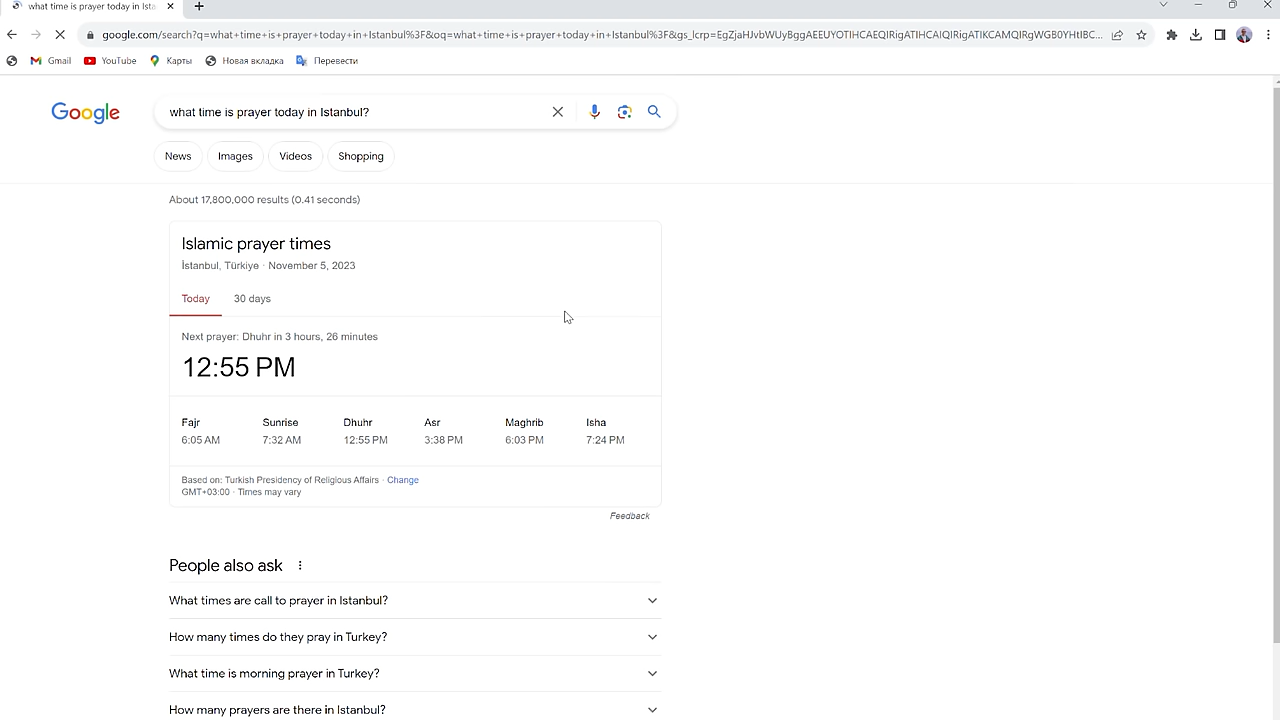 what time is prayer today in Ista
google.com/search?q=what+time+is+prayer+today+in+Istanbul%3F&oq=what+time+is+prayer+today+in+Istanbul%3F&gs_lcrp=
Gmail
YouTube
Карты
Новая вкладка
Перевести
Google
what time is prayer today in Istanbul?
News
Images
Videos
Shopping
About 17,800,000 results (0.41 seconds)
Islamic prayer times
İstanbul, Türkiye · November 5, 2023
Today 30 days
Next prayer: Dhuhr in 3 hours, 26 minutes
12:55 PM
Fajr Sunrise Dhuhr Asr Maghrib Isha
6:05 AM 7:32 AM 12:55 PM 3:38 PM 6:03 PM 7:24 PM
Based on: Turkish Presidency of Religious Affairs · Change
GMT+03:00 · Times may vary
Feedback
People also ask
What times are call to prayer in Istanbul?
How many times do they pray in Turkey?
What time is morning prayer in Turkey?
How many prayers are there in Istanbul?